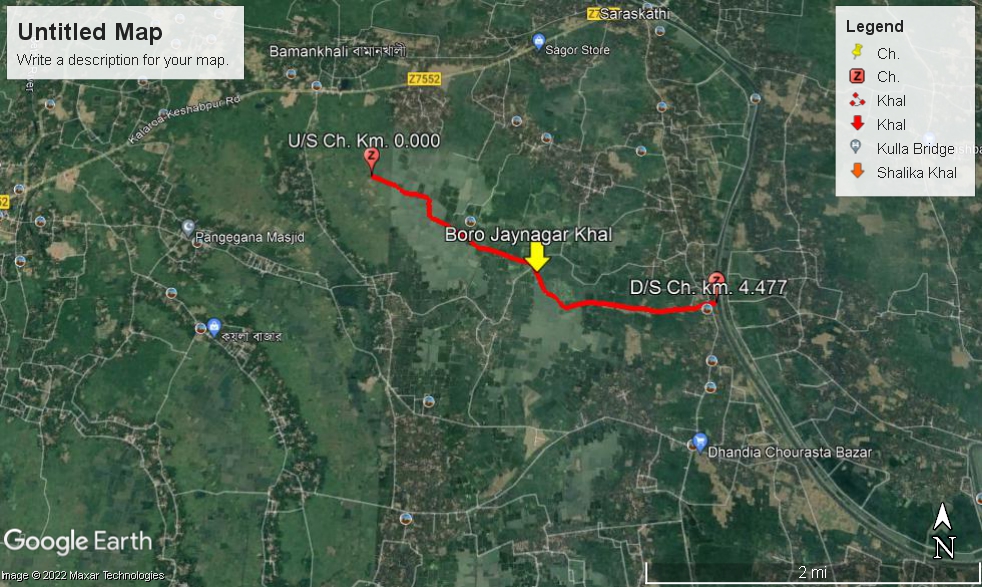 Untitled Map
Write a description for your map.
Saraskathi
Bamankhali বামানখালী
Sagor Store
Z7552
Kalaroa-Keshabpur Rd
U/S Ch. Km. 0.000
Pangegana Masjid
Boro Jaynagar Khal
D/S Ch. km. 4.477
কয়লা বাজার
Dhandia Chourasta Bazar
Legend
Ch.
Z Ch.
Khal
Khal
Kulla Bridge
Shalika Khal
Google Earth
Image © 2022 Maxar Technologies
N
2 mi